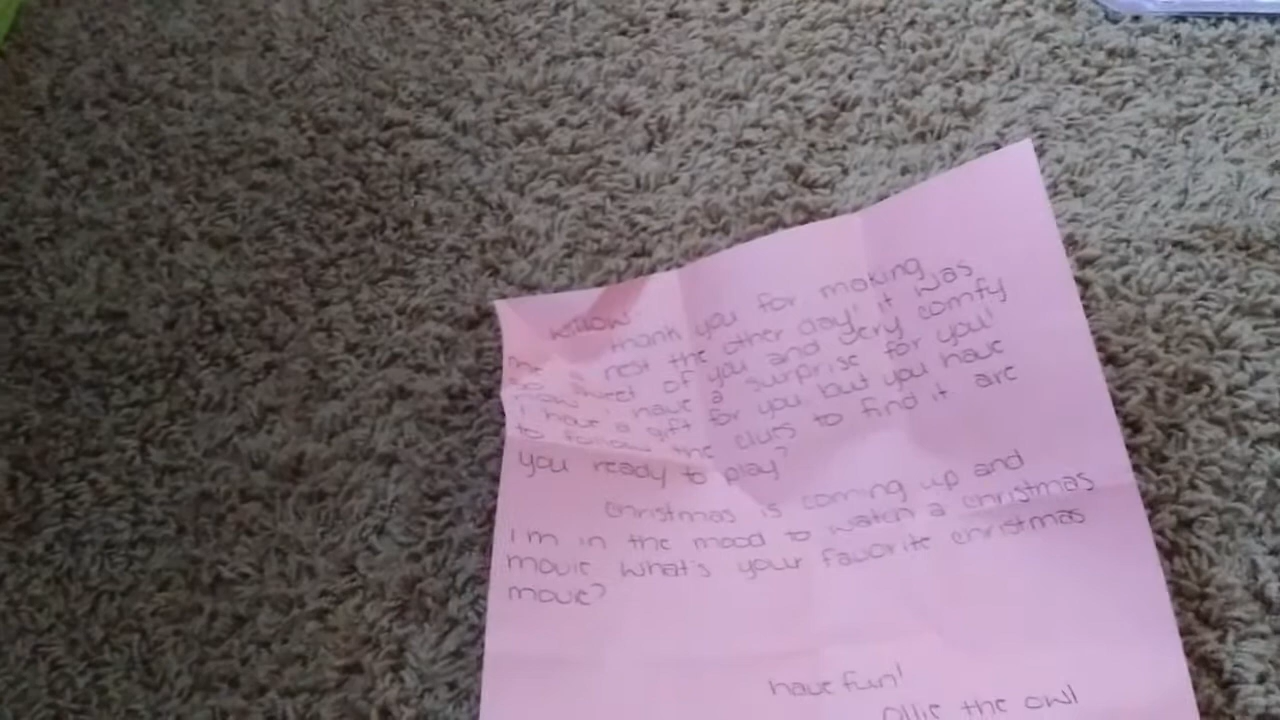 thank you for making
me a nest the other day! it was
so sweet of you and very comfy
now i have a surprise for you!
I have a gift for you but you have
to follow the clues to find it are
you ready to play?
christmas is coming up and
I'm in the mood to watch a christmas
movie what's your favorite christmas
movie?
have fun!
ollie the owl